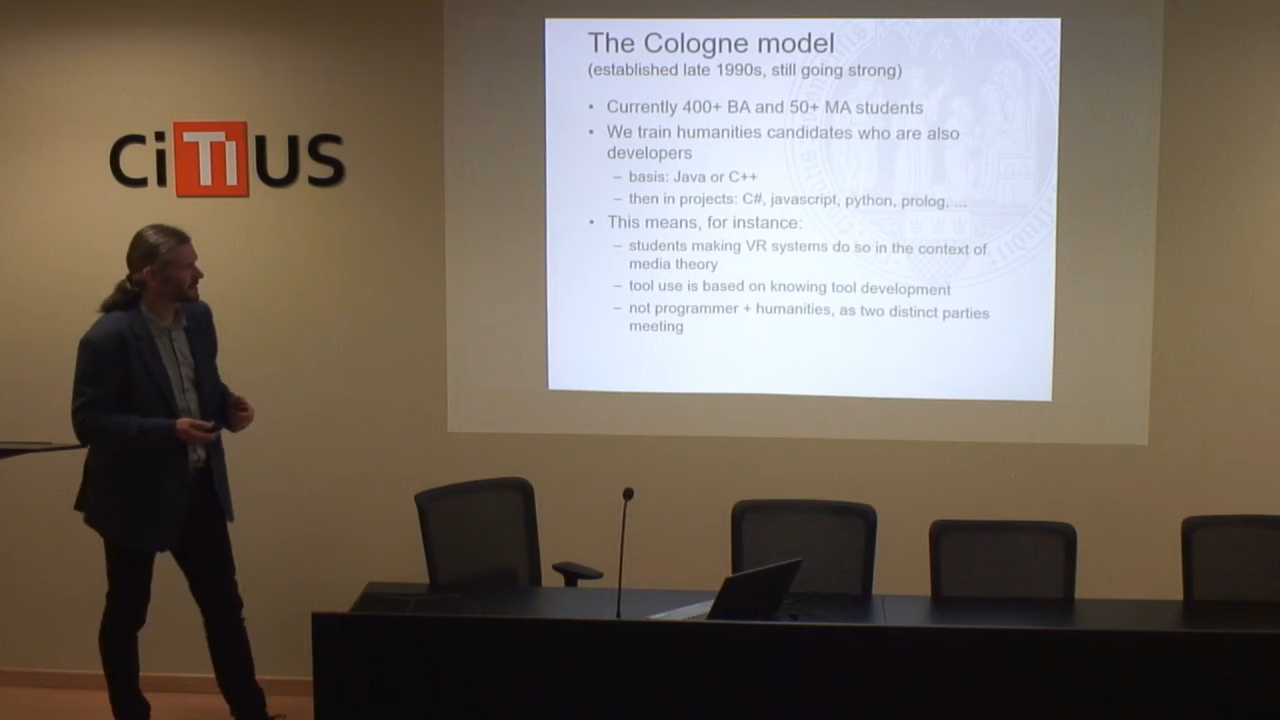 CiTIUS
The Cologne model
(established late 1990s, still going strong)
• Currently 400+ BA and 50+ MA students
• We train humanities candidates who are also
developers
– basis: Java or C++
– then in projects: C#, javascript, python, prolog, ...
• This means, for instance:
– students making VR systems do so in the context of
media theory
– tool use is based on knowing tool development
– not programmer + humanities, as two distinct parties
meeting